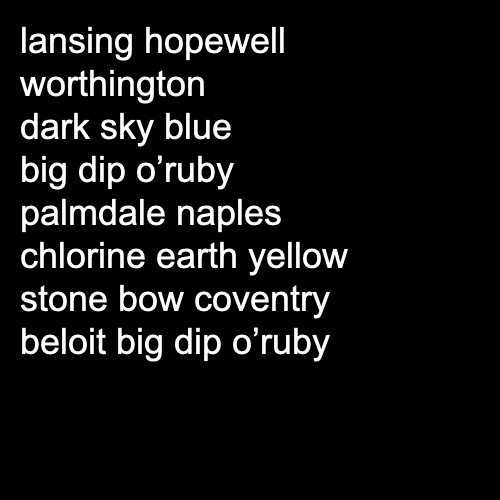 lansing hopewell
worthington
dark sky blue
big dip o’ruby
palmdale naples
chlorine earth yellow
stone bow coventry
beloit big dip o’ruby